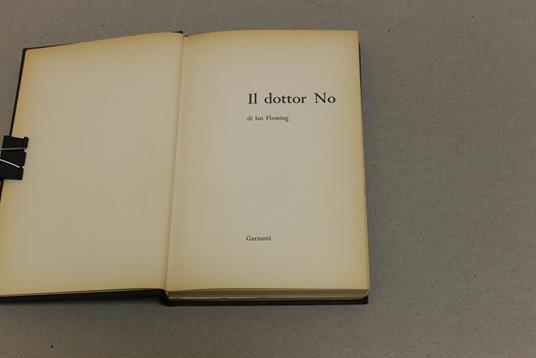 Il dottor No
di Ian Fleming
Garzanti